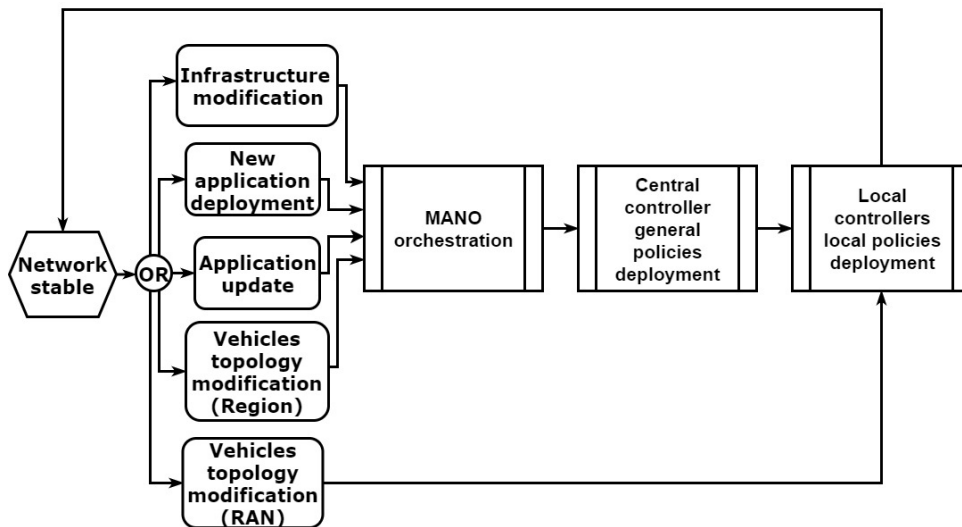 Infrastructure
modification
New
application
deployment
Network
stable
OR
Application
update
Vehicles
topology
modification
(Region)
Vehicles
topology
modification
(RAN)
MANO
orchestration
Central
controller
general
policies
deployment
Local
controllers
local policies
deployment